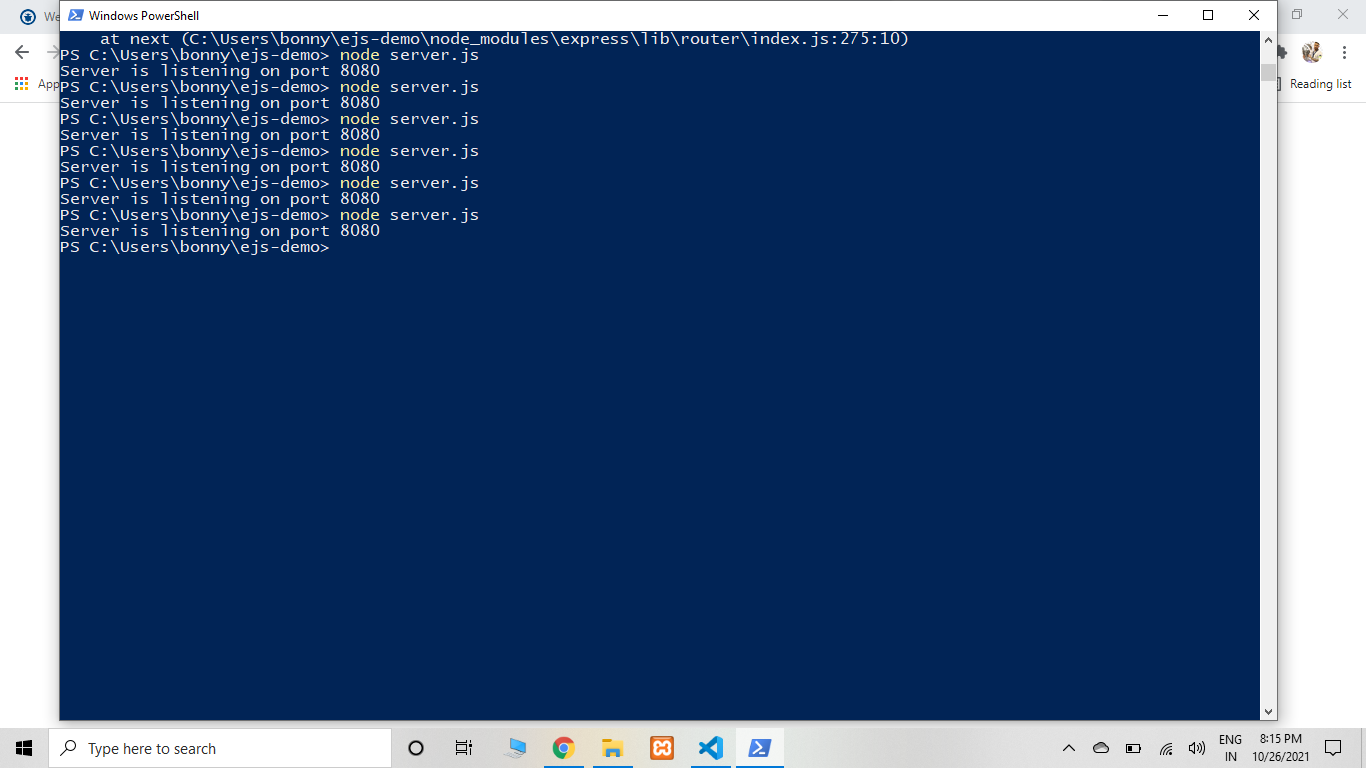 We
Windows PowerShell
App
Reading list
at next (C:\Users\bonny\ejs-demo\node_modules\express\lib\router\index.js:275:10)
PS C:\Users\bonny\ejs-demo> node server.js
Server is listening on port 8080
PS C:\Users\bonny\ejs-demo> node server.js
Server is listening on port 8080
PS C:\Users\bonny\ejs-demo> node server.js
Server is listening on port 8080
PS C:\Users\bonny\ejs-demo> node server.js
Server is listening on port 8080
PS C:\Users\bonny\ejs-demo> node server.js
Server is listening on port 8080
PS C:\Users\bonny\ejs-demo> node server.js
Server is listening on port 8080
PS C:\Users\bonny\ejs-demo>
Type here to search
ENG
IN
8:15 PM
10/26/2021